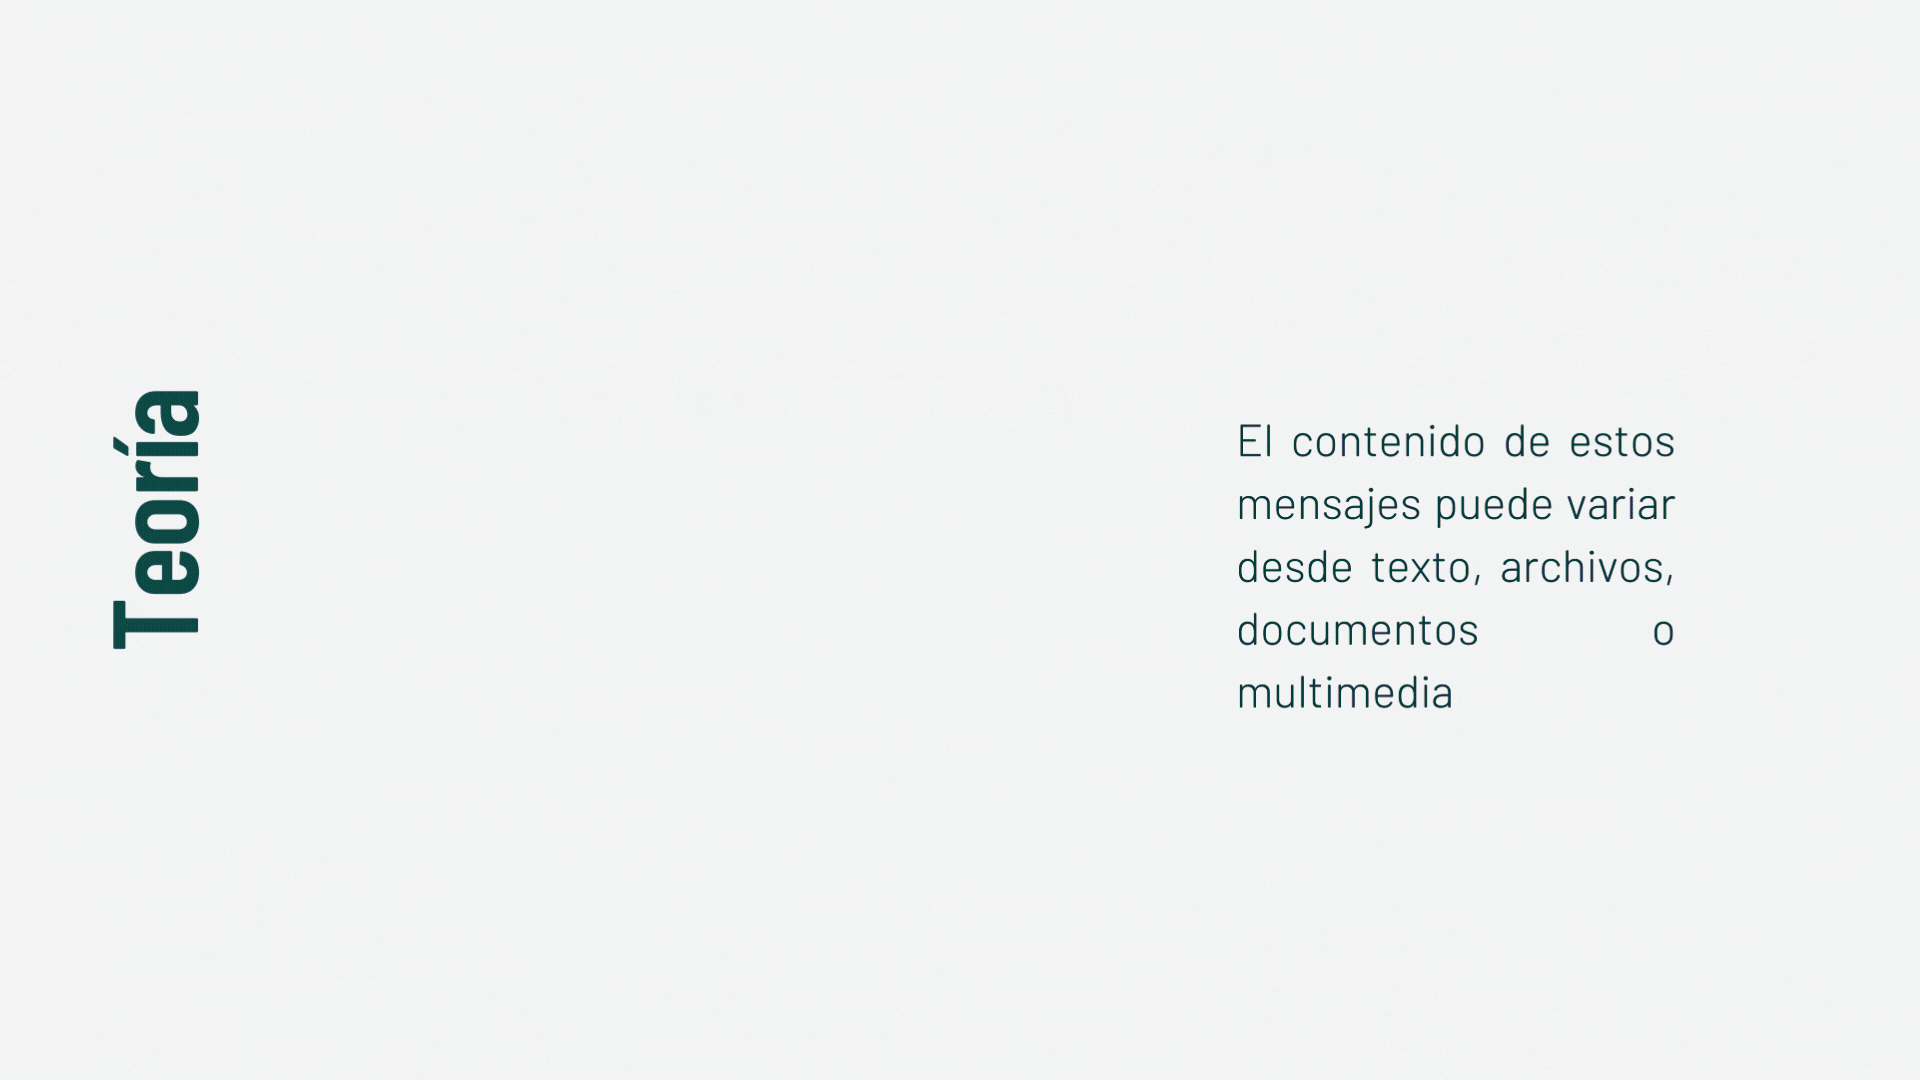 Teoría
El contenido de estos
mensajes puede variar
desde texto, archivos,
documentos o
multimedia